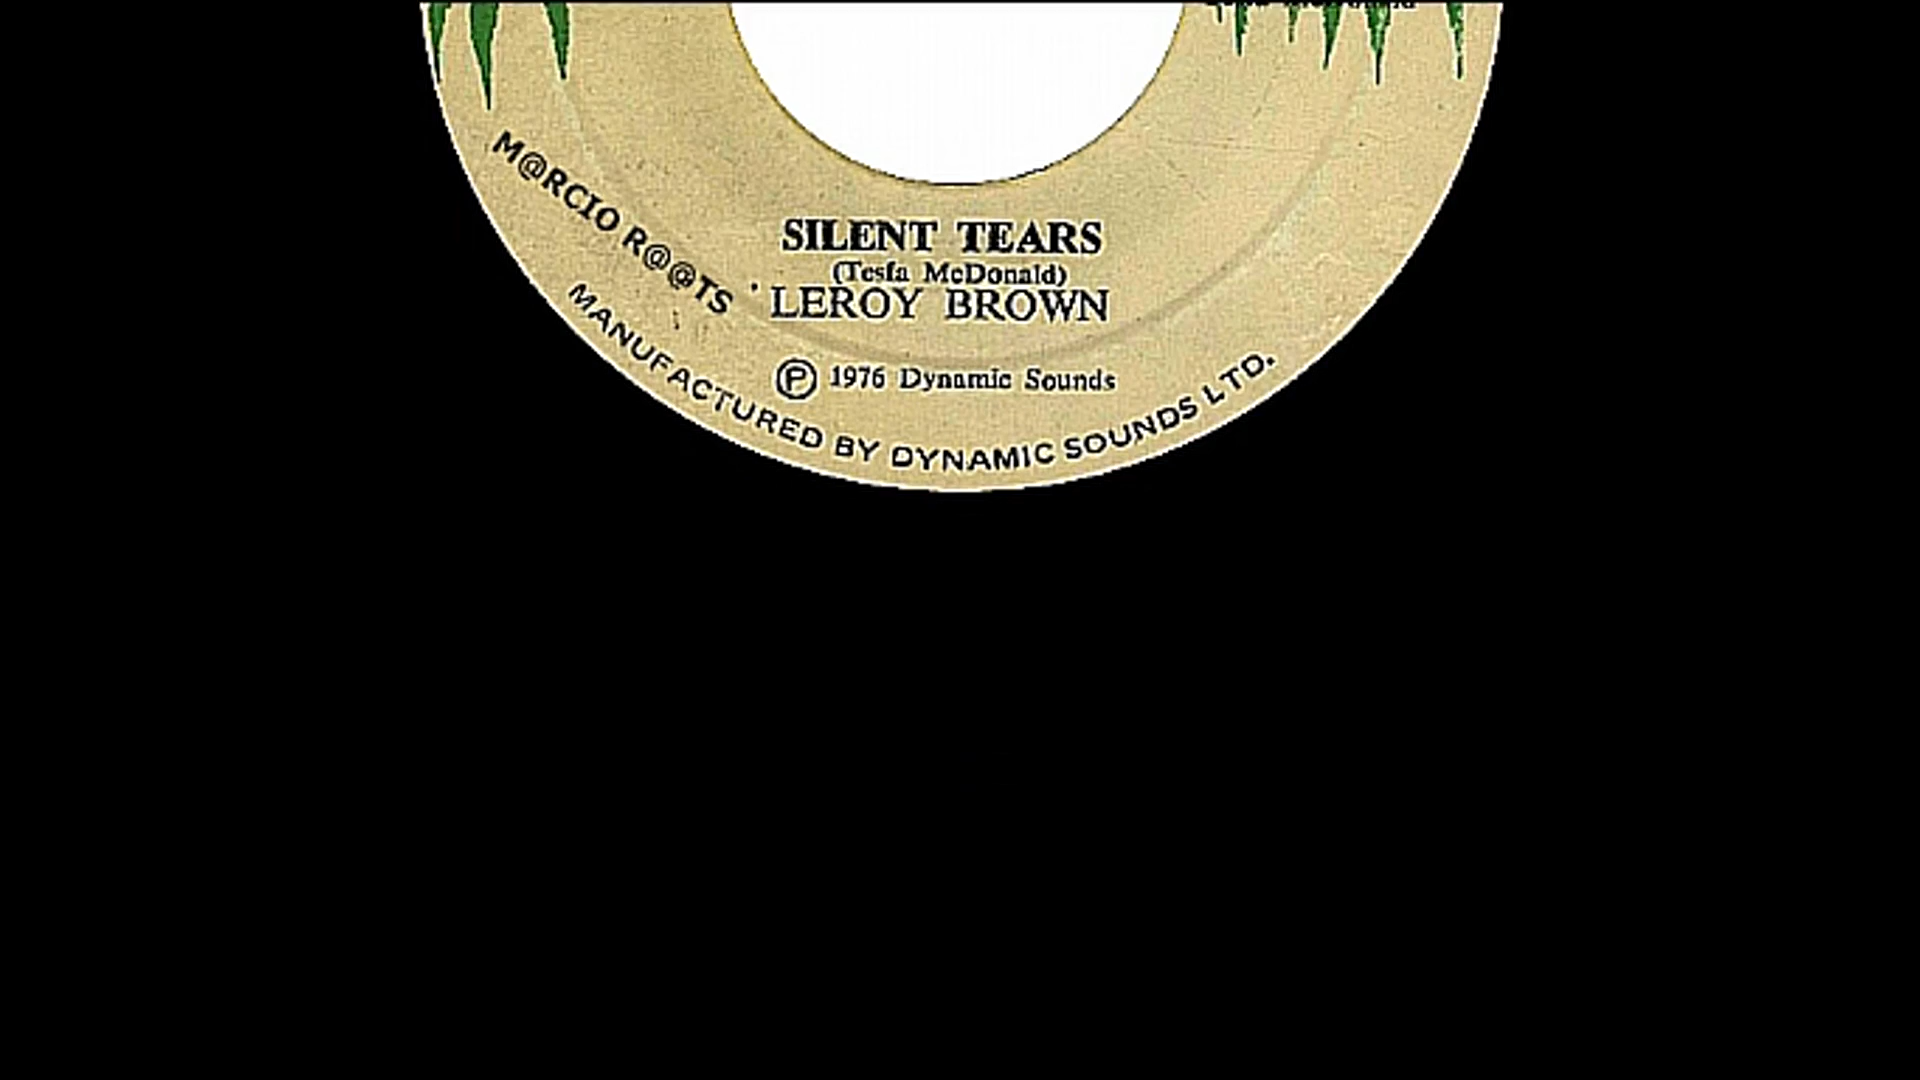 M@RCIO R@@TS
SILENT TEARS
(Tesfa McDonald)
LEROY BROWN
Ⓟ 1976 Dynamic Sounds
MANUFACTURED BY DYNAMIC SOUNDS LTD.